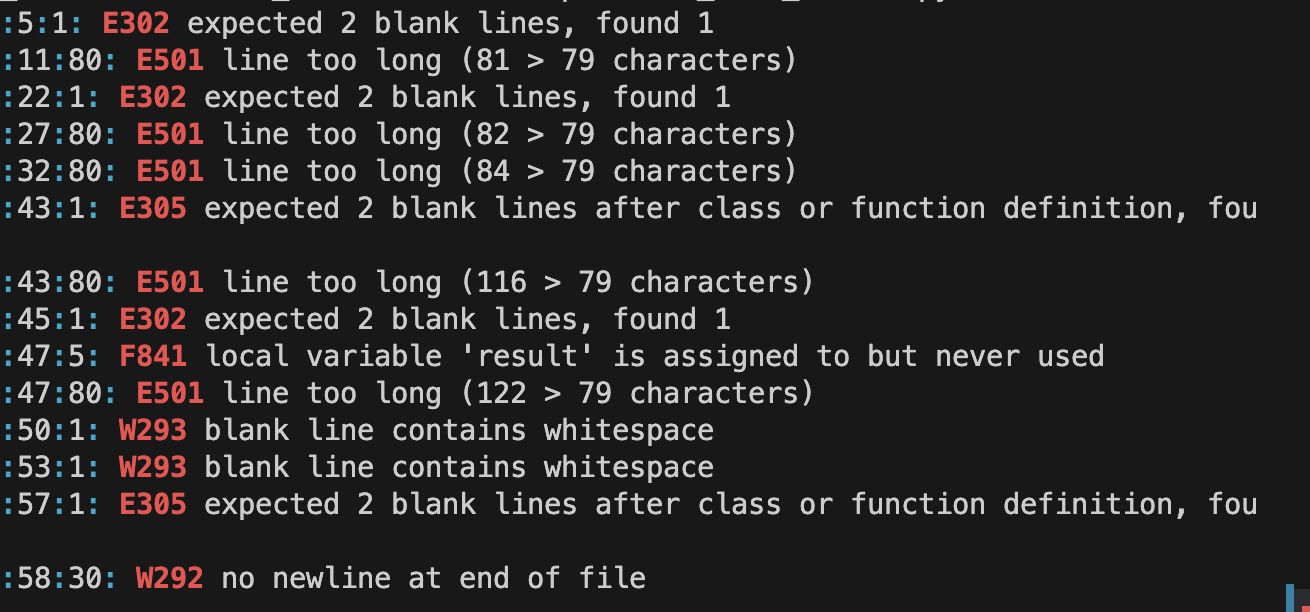 :5:1: E302 expected 2 blank lines, found 1
:11:80: E501 line too long (81 > 79 characters)
:22:1: E302 expected 2 blank lines, found 1
:27:80: E501 line too long (82 > 79 characters)
:32:80: E501 line too long (84 > 79 characters)
:43:1: E305 expected 2 blank lines after class or function definition, fou
:43:80: E501 line too long (116 > 79 characters)
:45:1: E302 expected 2 blank lines, found 1
:47:5: F841 local variable 'result' is assigned to but never used
:47:80: E501 line too long (122 > 79 characters)
:50:1: W293 blank line contains whitespace
:53:1: W293 blank line contains whitespace
:57:1: E305 expected 2 blank lines after class or function definition, fou
:58:30: W292 no newline at end of file